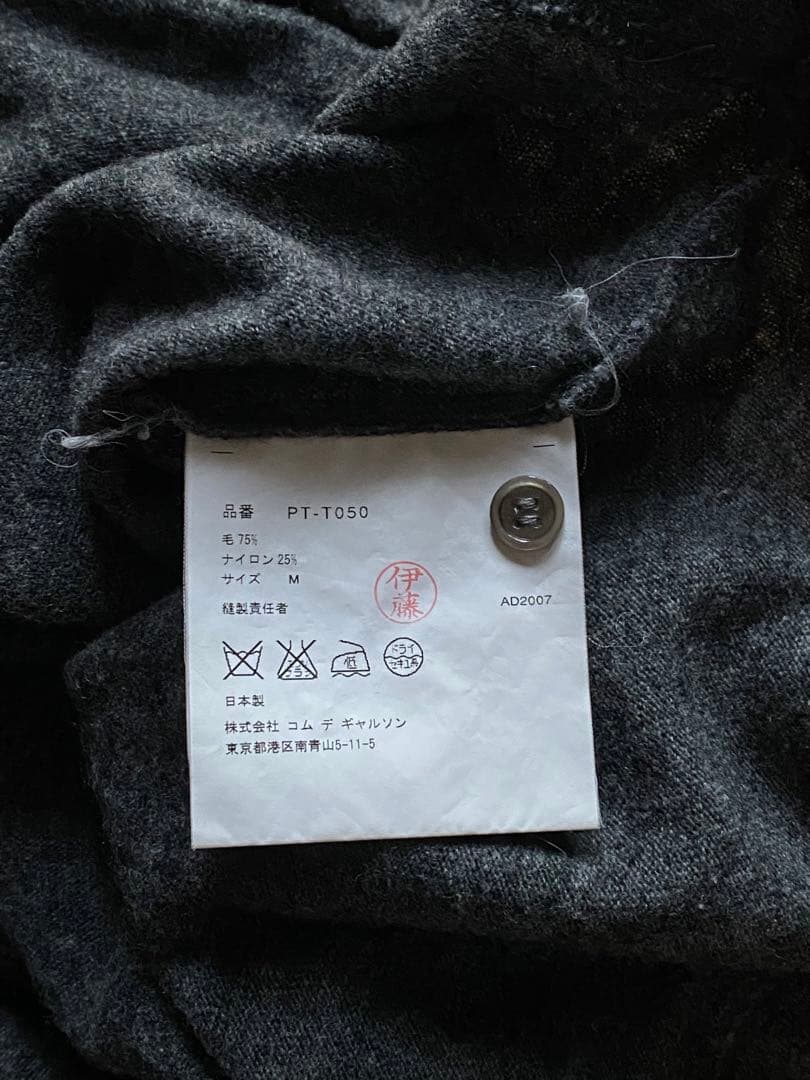 品番 PT-T050
毛 75%
ナイロン 25%
サイズ M
縫製責任者
伊藤
AD2007
低
ドライ
セキユ系
日本製
株式会社 コム デ ギャルソン
東京都港区南青山5-11-5